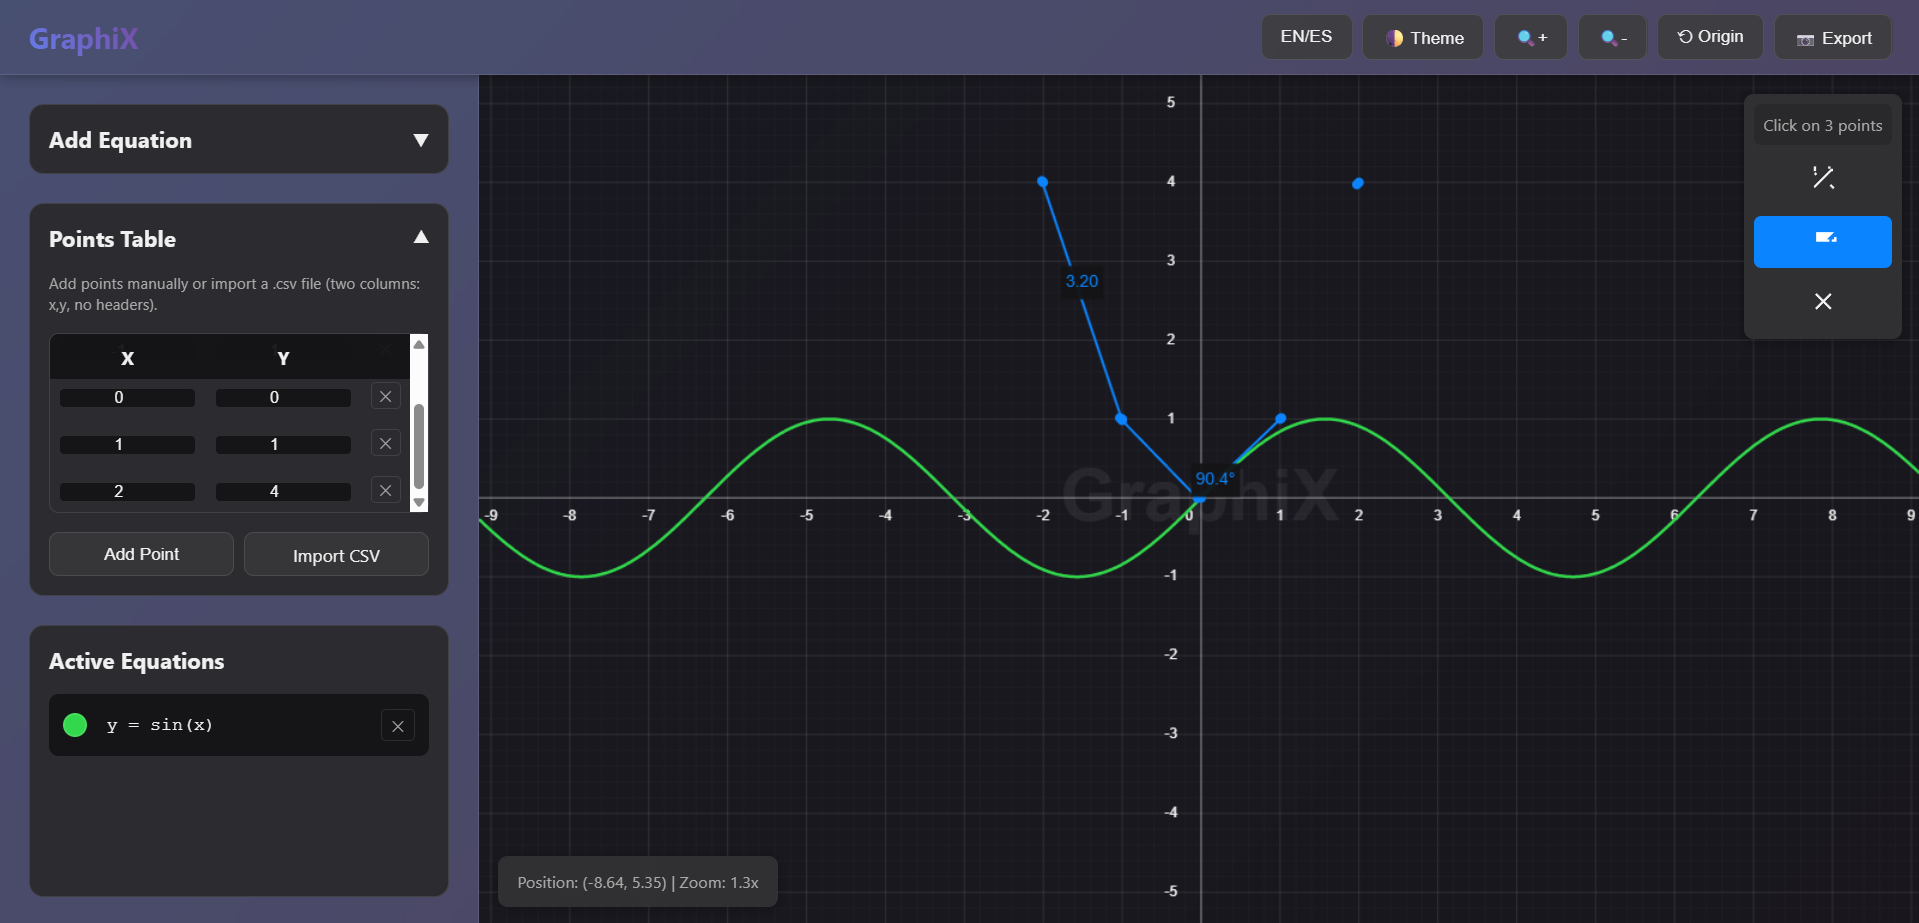 GraphiX
EN/ES
Theme
+
-
Origin
Export
Add Equation
▼
Points Table
▲
Add points manually or import a .csv file (two columns:
x,y, no headers).
X Y
0 0
1 1
2 4
Add Point
Import CSV
Active Equations
y = sin(x)
Click on 3 points
5
4
3
2
1
-1
-2
-3
-4
-5
-9 -8 -7 -6 -5 -4 -3 -2 -1 0 1 2 3 4 5 6 7 8 9
3.20
90.4°
GraphiX
Position: (-8.64, 5.35) | Zoom: 1.3x